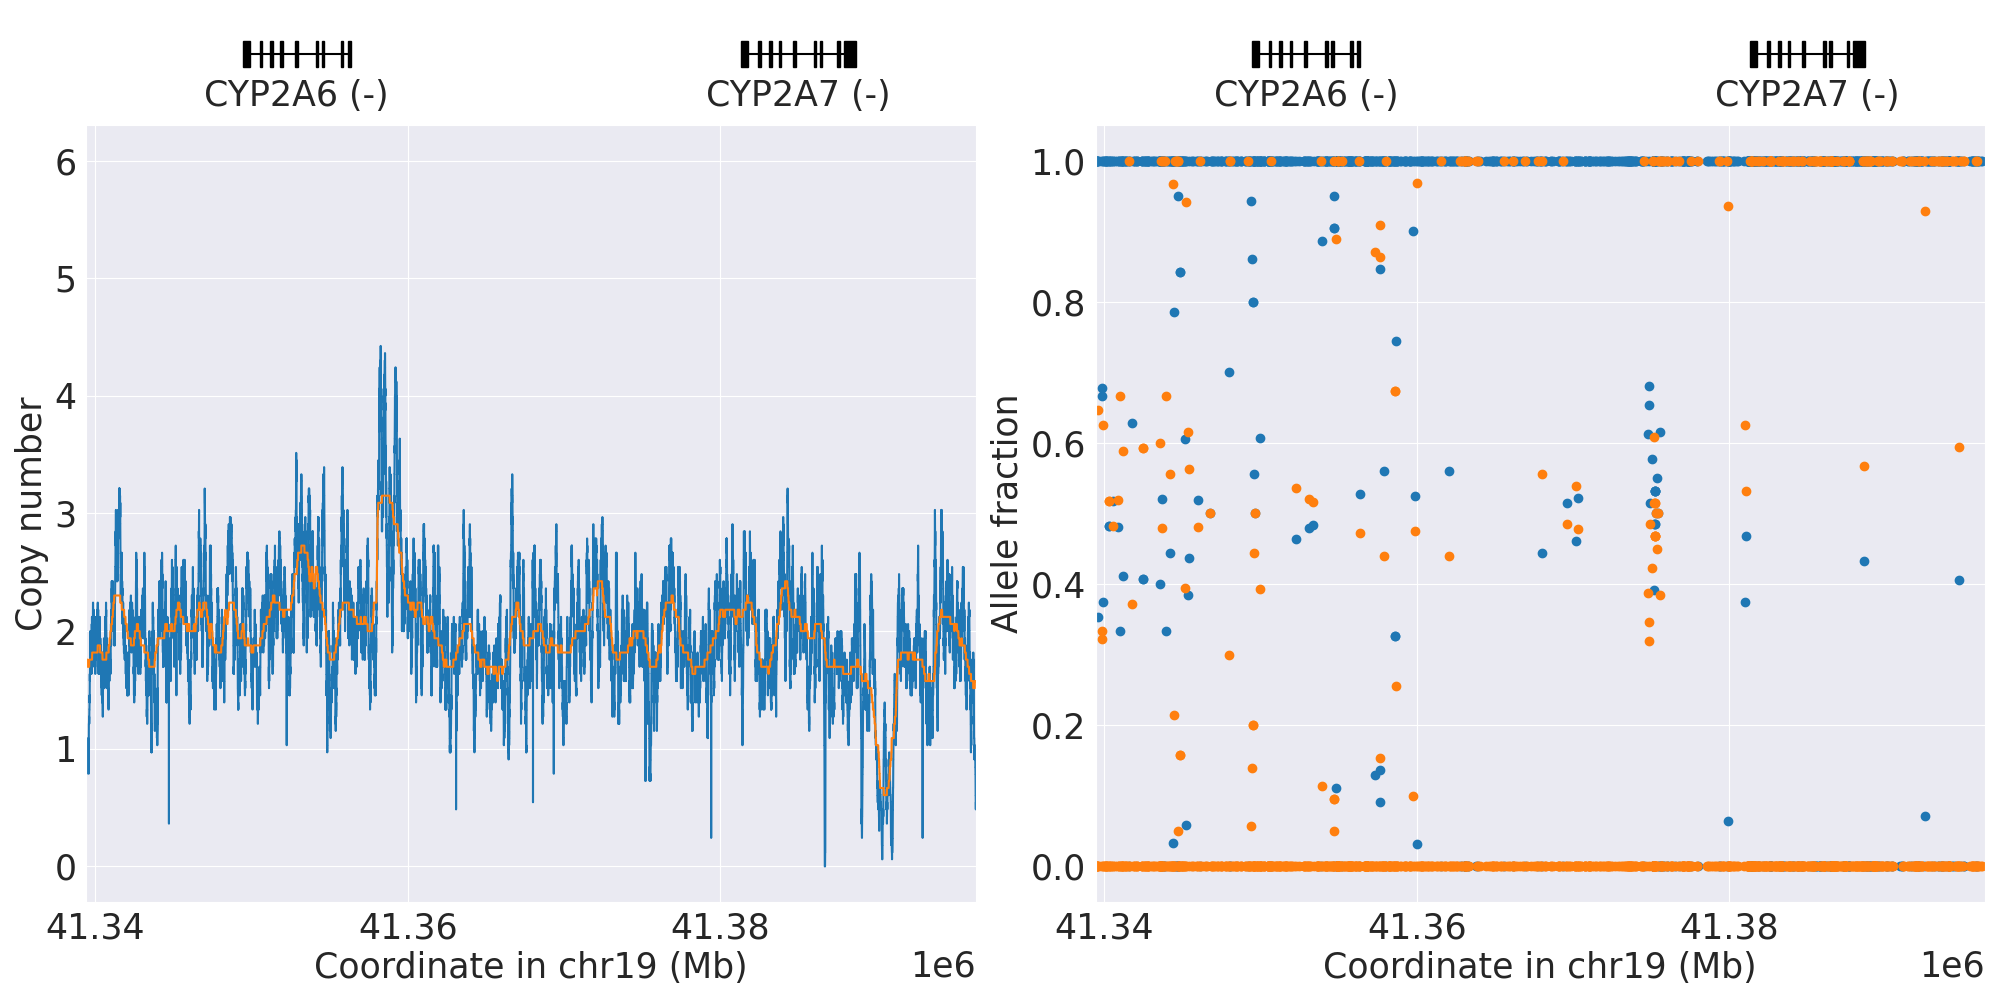 CYP2A6 (-)
CYP2A7 (-)
6
5
4
3
2
1
0
Copy number
41.34
41.36
41.38
Coordinate in chr19 (Mb)
1e6
CYP2A6 (-)
CYP2A7 (-)
1.0
0.8
0.6
0.4
0.2
0.0
Allele fraction
41.34
41.36
41.38
Coordinate in chr19 (Mb)
1e6